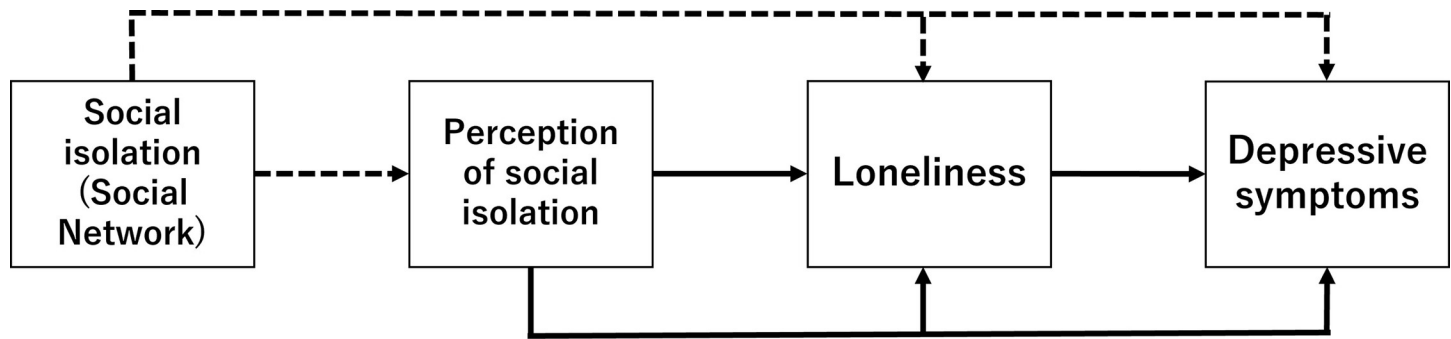 Social
isolation
(Social
Network)
Perception
of social
isolation
Loneliness
Depressive
symptoms